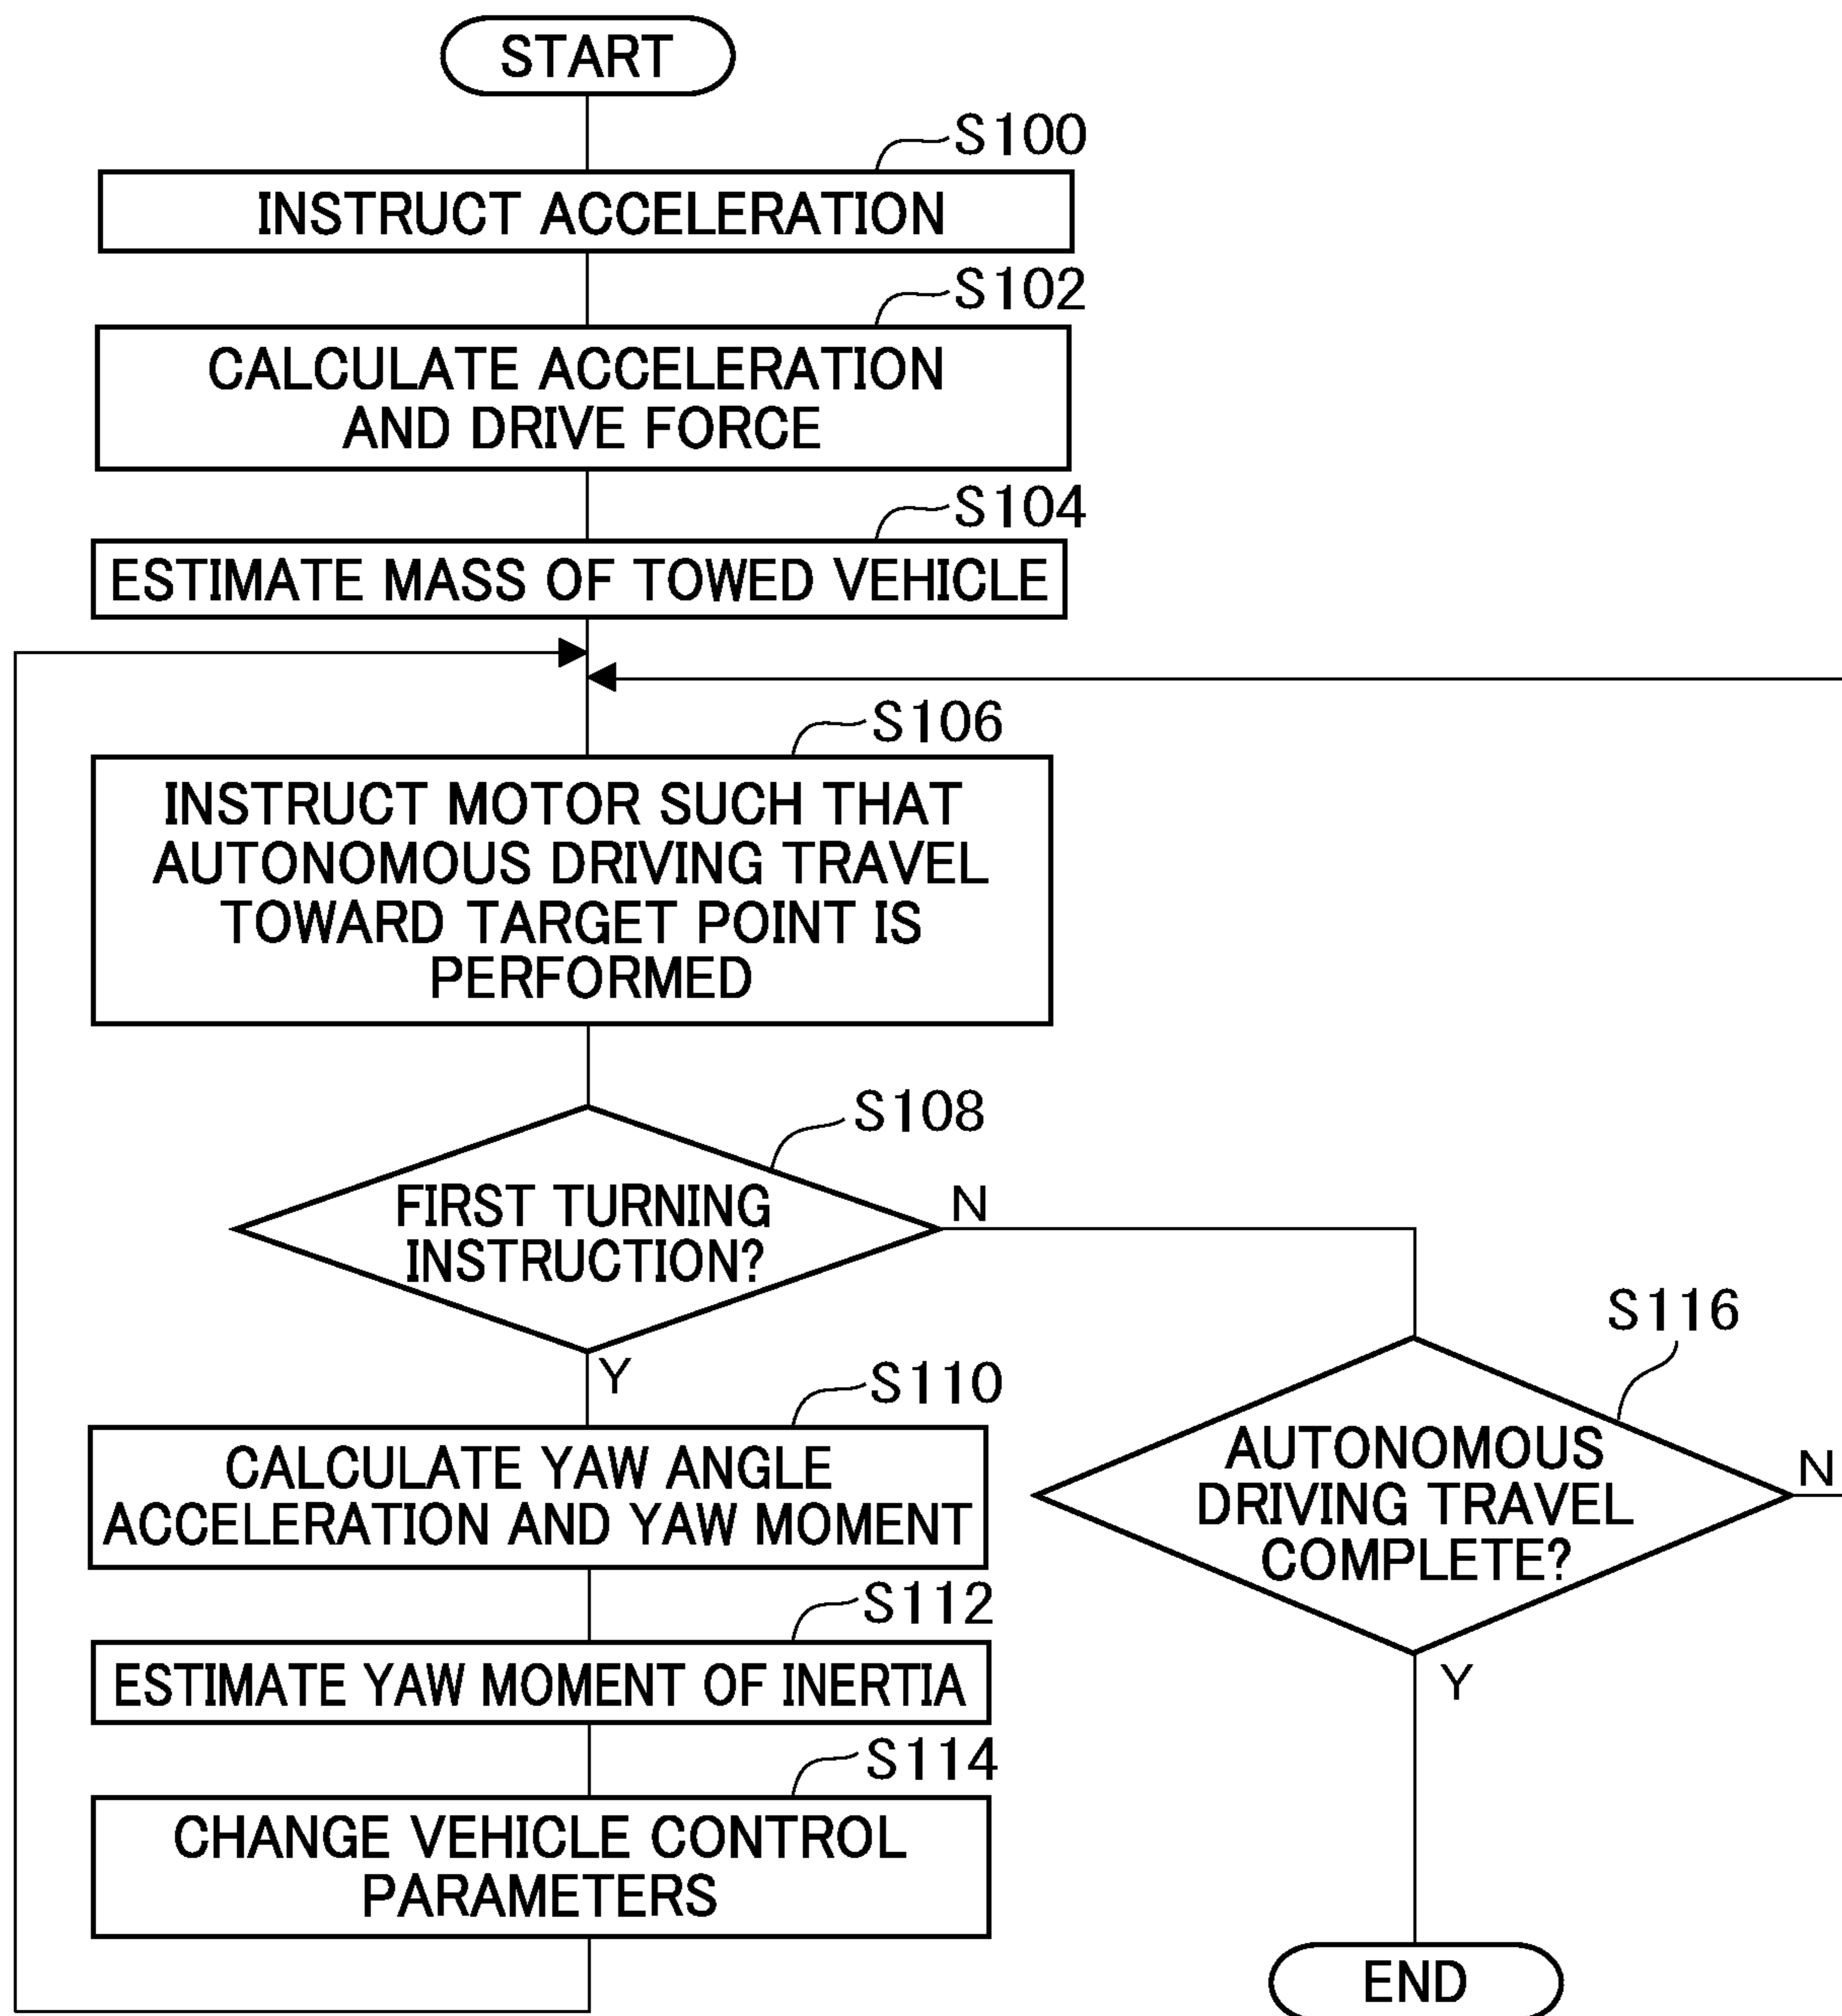 START
S100
INSTRUCT ACCELERATION
S102
CALCULATE ACCELERATION
AND DRIVE FORCE
S104
ESTIMATE MASS OF TOWED VEHICLE
S106
INSTRUCT MOTOR SUCH THAT
AUTONOMOUS DRIVING TRAVEL
TOWARD TARGET POINT IS
PERFORMED
S108
FIRST TURNING
INSTRUCTION?
N
Y
S110
CALCULATE YAW ANGLE
ACCELERATION AND YAW MOMENT
S112
ESTIMATE YAW MOMENT OF INERTIA
S114
CHANGE VEHICLE CONTROL
PARAMETERS
S116
AUTONOMOUS
DRIVING TRAVEL
COMPLETE?
N
Y
END